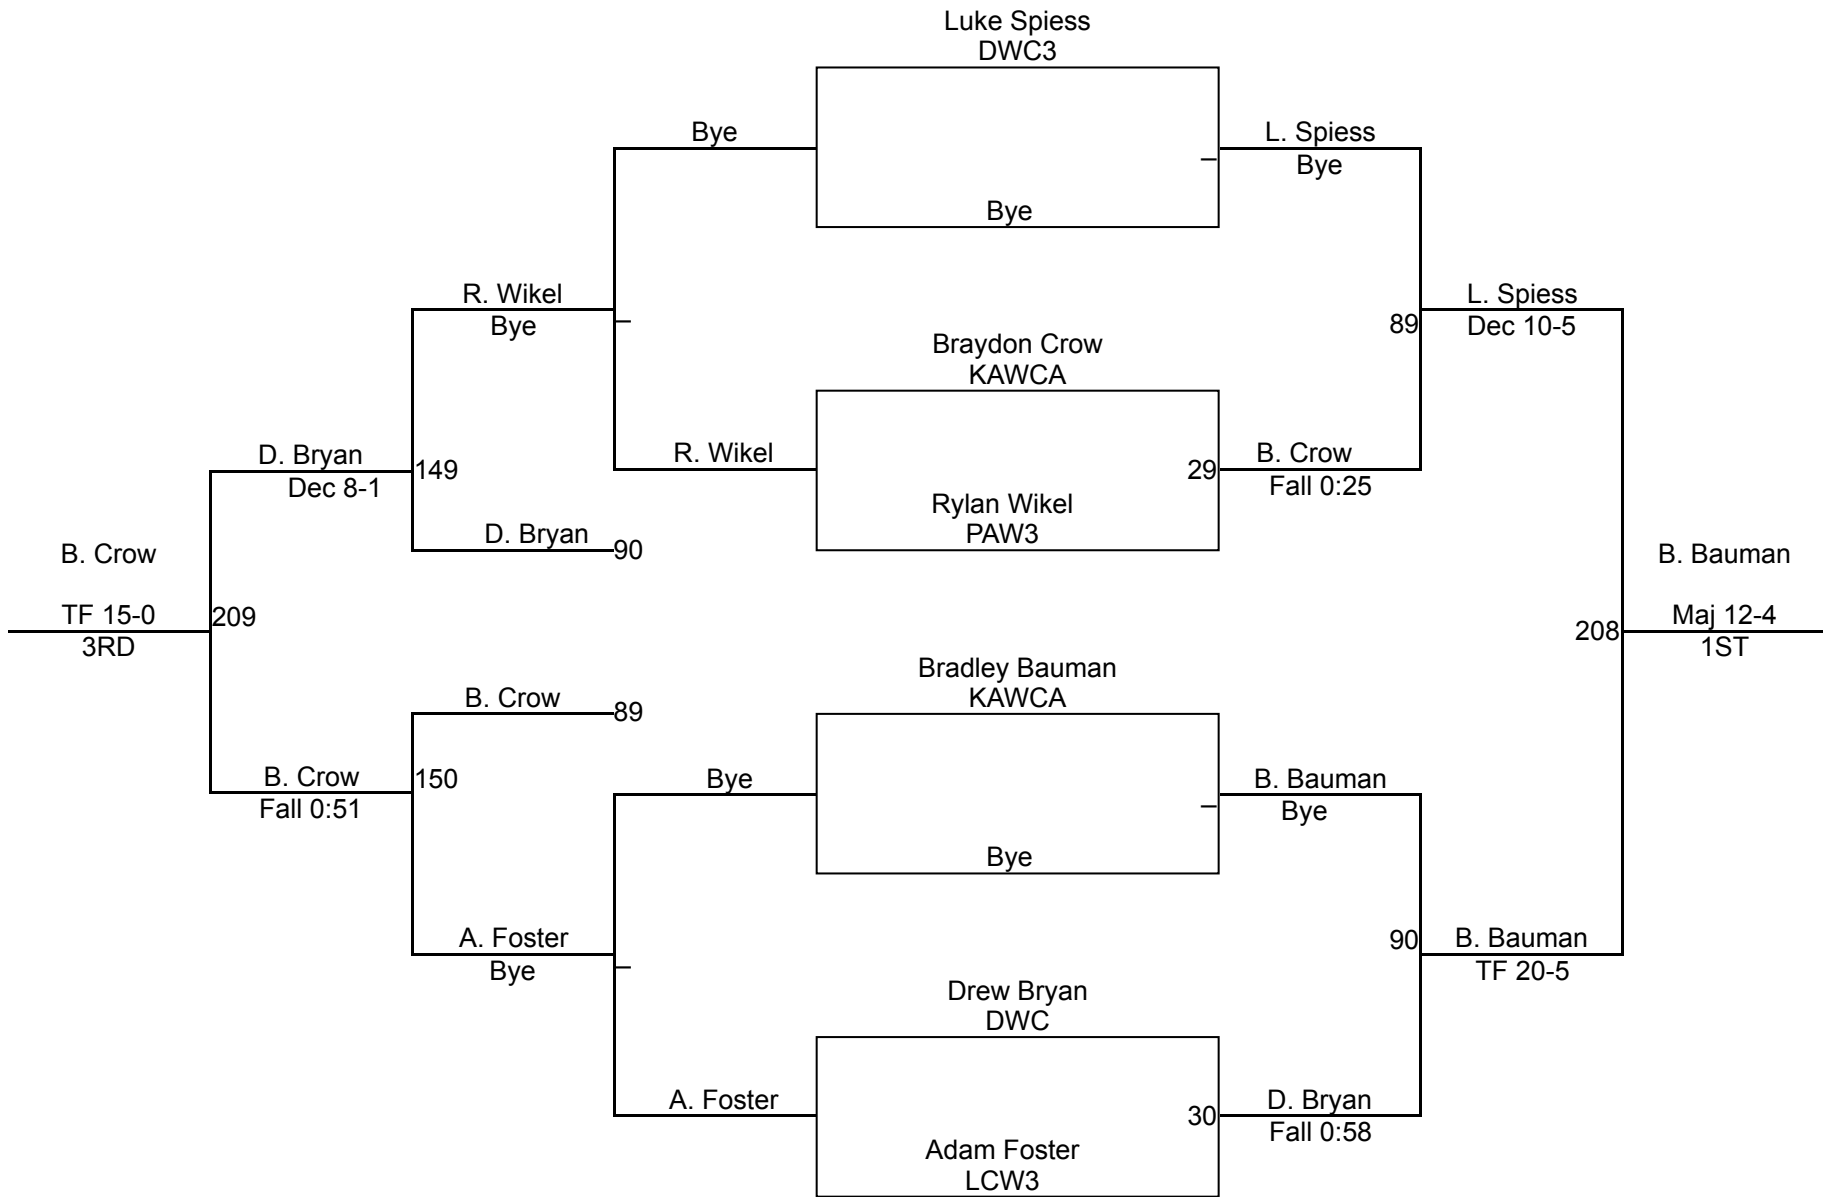 Luke Spiess
DWC3
Bye
L. Spiess
Bye
Bye
R. Wikel
Bye
L. Spiess
Dec 10-5
89
Braydon Crow
KAWCA
D. Bryan
Dec 8-1
149
R. Wikel
29
B. Crow
Fall 0:25
Rylan Wikel
PAW3
D. Bryan
90
B. Crow
TF 15-0
3RD
209
B. Bauman
Maj 12-4
1ST
208
Bradley Bauman
KAWCA
B. Crow
89
B. Crow
Fall 0:51
150
Bye
B. Bauman
Bye
Bye
A. Foster
Bye
90
B. Bauman
TF 20-5
Drew Bryan
DWC
A. Foster
30
D. Bryan
Fall 0:58
Adam Foster
LCW3